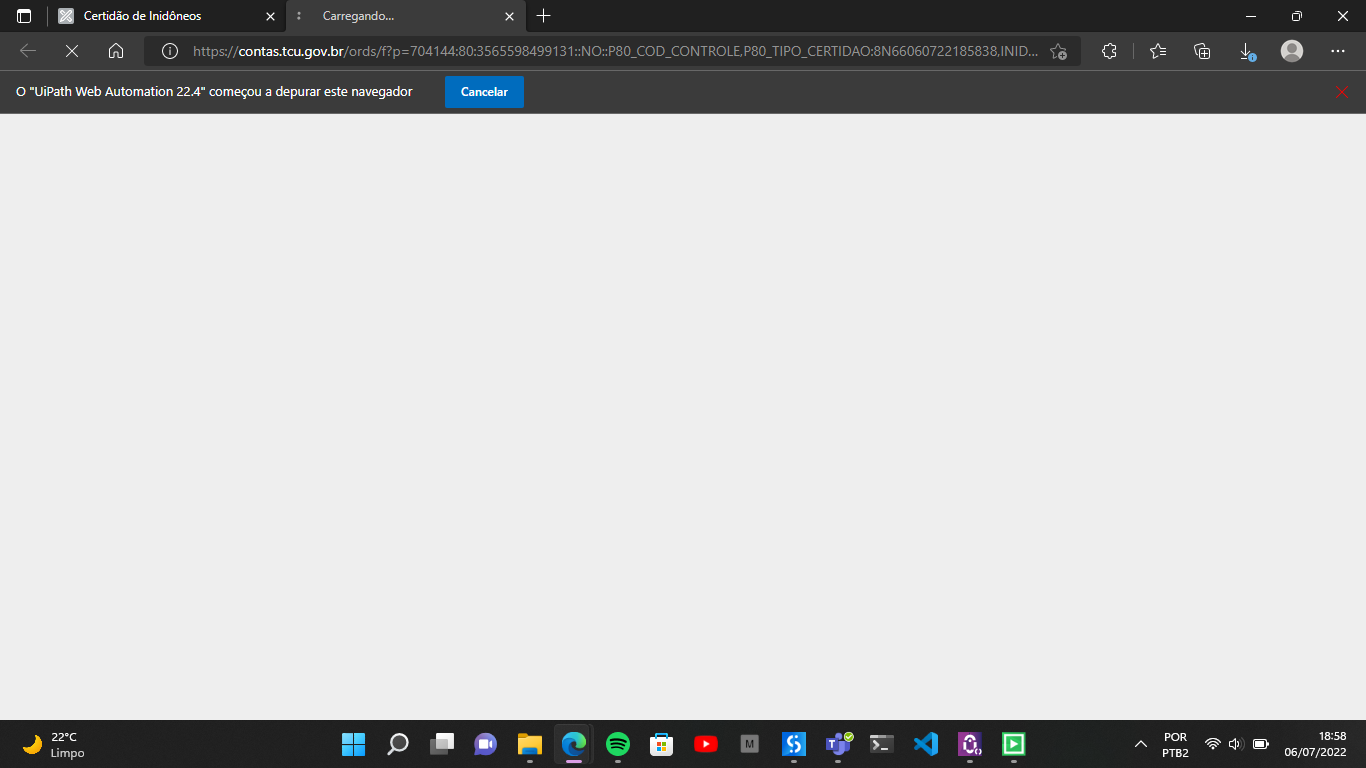 Certidão de Inidôneos
Carregando...
https://contas.tcu.gov.br/ords/f?p=704144:80:3565598499131::NO::P80_COD_CONTROLE,P80_TIPO_CERTIDAO:8N66060722185838,INID...
O "UiPath Web Automation 22.4" começou a depurar este navegador
Cancelar
22°C
Limpo
M
POR
PTB2
18:58
06/07/2022